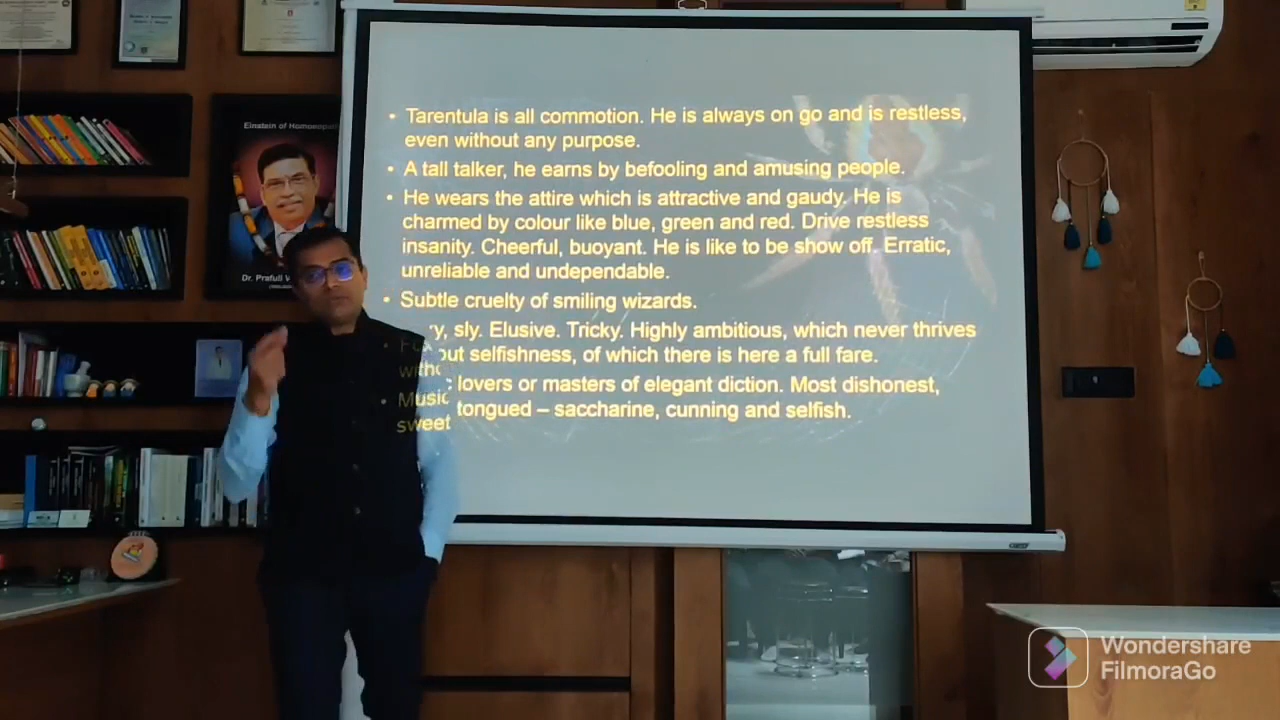 Einstein of Homoeopat
Dr. Prafull V
• Tarentula is all commotion. He is always on go and is restless,
even without any purpose.
• A tall talker, he earns by befooling and amusing people.
• He wears the attire which is attractive and gaudy. He is
charmed by colour like blue, green and red. Drive restless
insanity. Cheerful, buoyant. He is like to be show off. Erratic,
unreliable and undependable.
• Subtle cruelty of smiling wizards.
• sly. Elusive. Tricky. Highly ambitious, which never thrives
selfishness, of which there is here a full fare.
• Music lovers or masters of elegant diction. Most dishonest,
sweet tongued – saccharine, cunning and selfish.
Wondershare
FilmoraGo